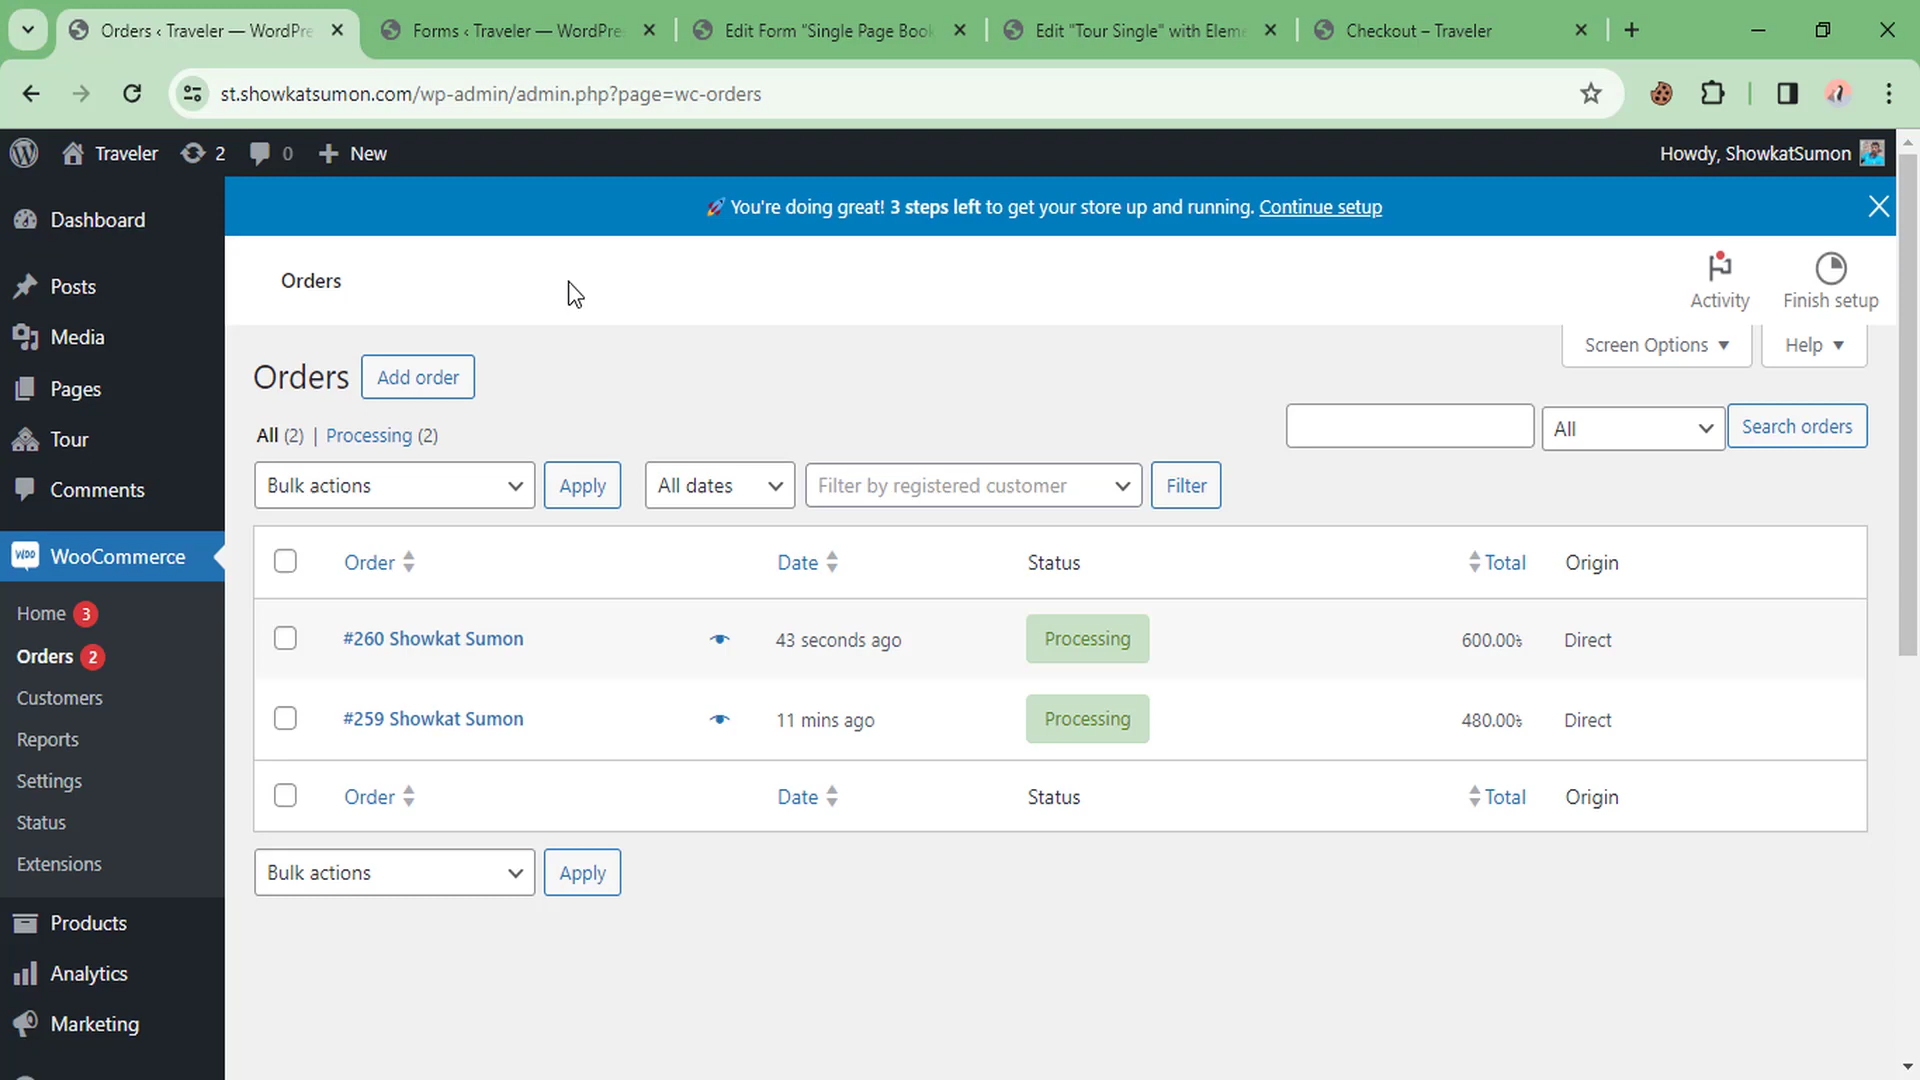 Orders ‹ Traveler — WordPre
Forms ‹ Traveler — WordPre
Edit Form "Single Page Book
Edit "Tour Single" with Eleme
Checkout – Traveler
st.showkatsumon.com/wp-admin/admin.php?page=wc-orders
Traveler
2
0
New
Howdy, ShowkatSumon
Dashboard
Posts
Media
Pages
Tour
Comments
WooCommerce
Home 3
Orders 2
Customers
Reports
Settings
Status
Extensions
Products
Analytics
Marketing
You're doing great! 3 steps left to get your store up and running. Continue setup
Orders
Activity
Finish setup
Screen Options
Help
Orders
Add order
All (2) | Processing (2)
All
Search orders
Bulk actions
Apply
All dates
Filter by registered customer
Filter
Order
Date
Status
Total
Origin
#260 Showkat Sumon
43 seconds ago
Processing
600.00৳
Direct
#259 Showkat Sumon
11 mins ago
Processing
480.00৳
Direct
Order
Date
Status
Total
Origin
Bulk actions
Apply